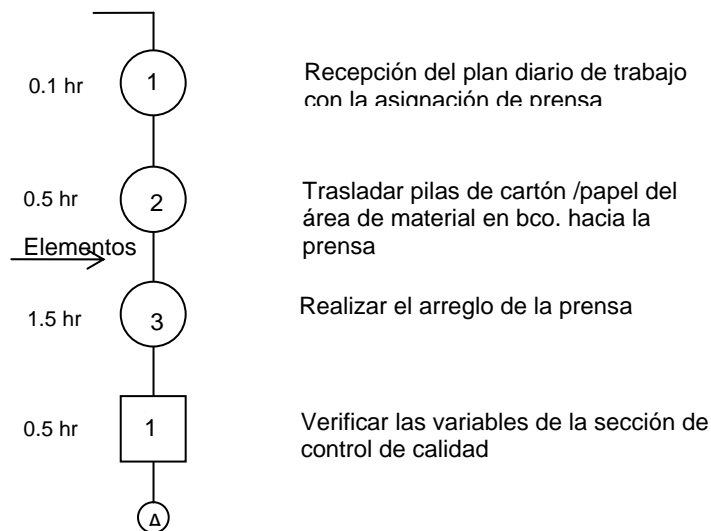 0.1 hr
1
Recepción del plan diario de trabajo
con la asignación de prensa
0.5 hr
2
Trasladar pilas de cartón /papel del
área de material en bco. hacia la
prensa
Elementos
1.5 hr
3
Realizar el arreglo de la prensa
0.5 hr
1
Verificar las variables de la sección de
control de calidad
A